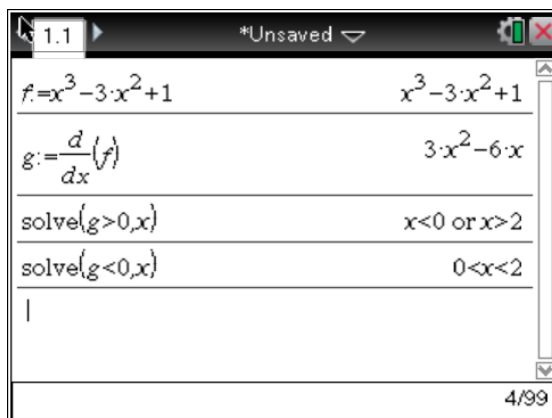 1.1 *Unsaved
f:=x³−3·x²+1 x³−3·x²+1
g:=d/dx(f) 3·x²−6·x
solve(g>0,x) x<0 or x>2
solve(g<0,x) 0<x<2
4/99